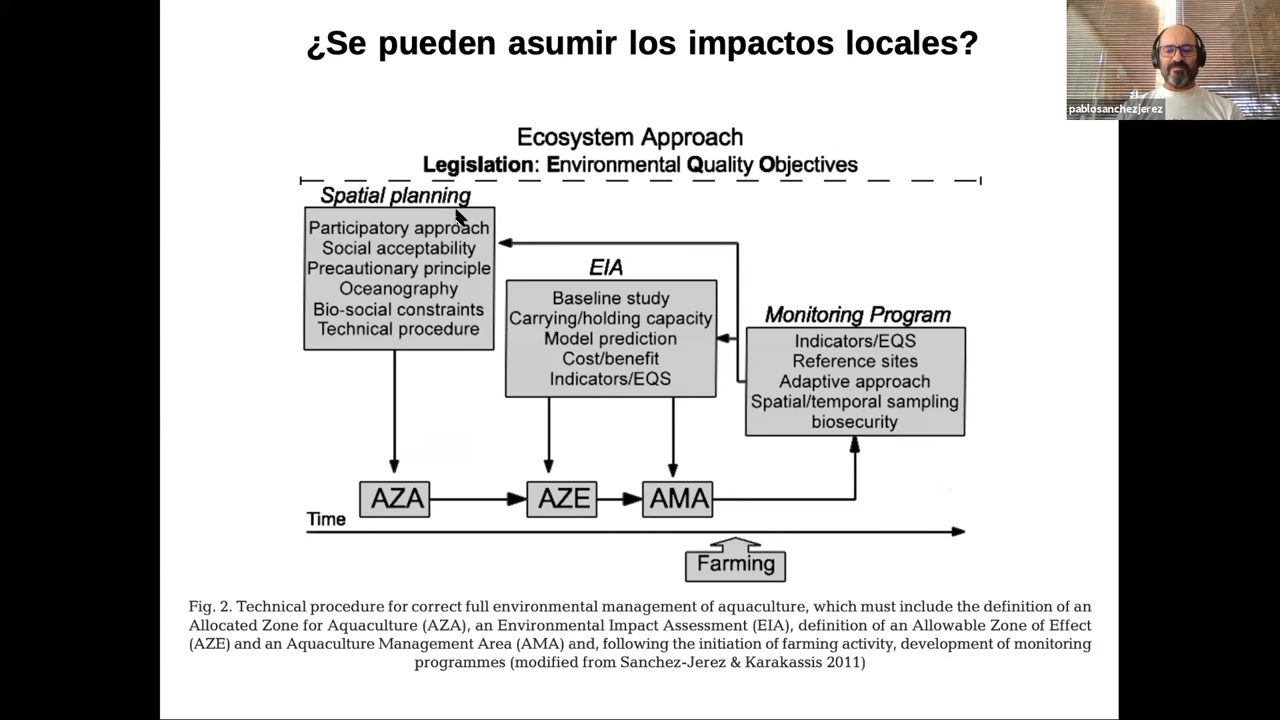 ¿Se pueden asumir los impactos locales?
pablosanchezjerez
Ecosystem Approach
Legislation: Environmental Quality Objectives
Spatial planning
Participatory approach
Social acceptability
Precautionary principle
Oceanography
Bio-social constraints
Technical procedure
EIA
Baseline study
Carrying/holding capacity
Model prediction
Cost/benefit
Indicators/EQS
Monitoring Program
Indicators/EQS
Reference sites
Adaptive approach
Spatial/temporal sampling
biosecurity
AZA
AZE
AMA
Time
Farming
Fig. 2. Technical procedure for correct full environmental management of aquaculture, which must include the definition of an
Allocated Zone for Aquaculture (AZA), an Environmental Impact Assessment (EIA), definition of an Allowable Zone of Effect
(AZE) and an Aquaculture Management Area (AMA) and, following the initiation of farming activity, development of monitoring
programmes (modified from Sanchez-Jerez & Karakassis 2011)